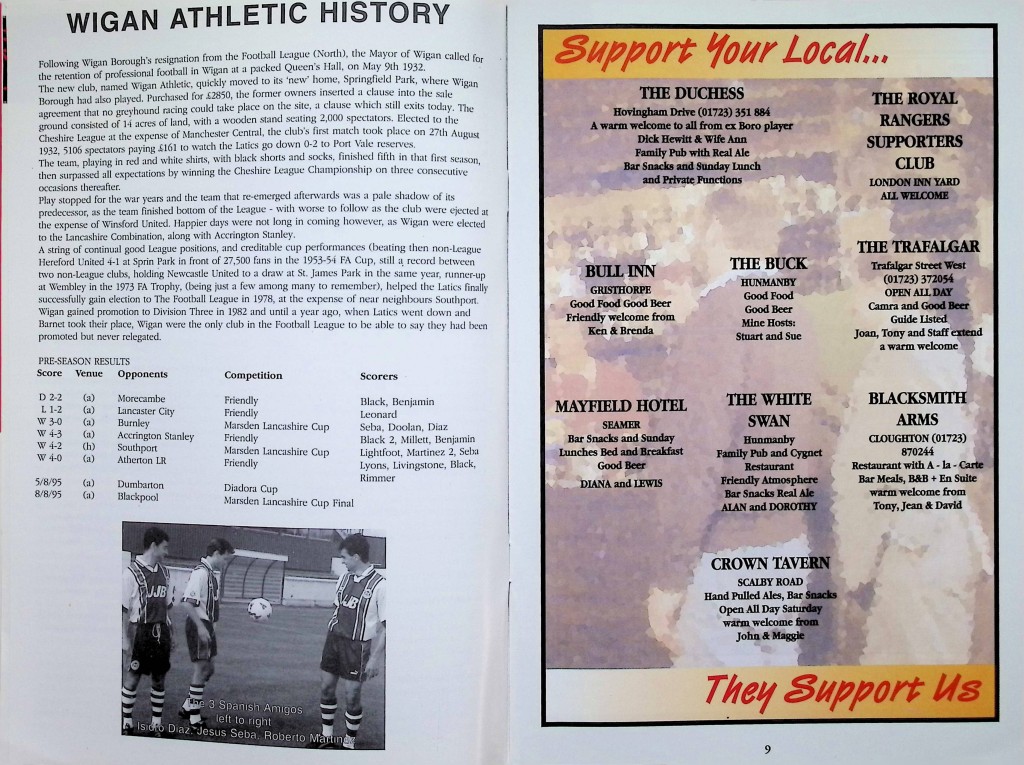 WIGAN ATHLETIC HISTORY
Following Wigan Borough's resignation from the Football League (North), the Mayor of Wigan called for
the retention of professional football in Wigan at a packed Queen's Hall, on May 9th 1932.
The new club, named Wigan Athletic, quickly moved to its 'new' home, Springfield Park, where Wigan
Borough had also played. Purchased for £2850, the former owners inserted a clause into the sale
agreement that no greyhound racing could take place on the site, a clause which still exits today. The
ground consisted of 14 acres of land, with a wooden stand seating 2,000 spectators. Elected to the
Cheshire League at the expense of Manchester Central, the club's first match took place on 27th August
1932, 5106 spectators paying £161 to watch the Latics go down 0-2 to Port Vale reserves.
The team, playing in red and white shirts, with black shorts and socks, finished fifth in that first season,
then surpassed all expectations by winning the Cheshire League Championship on three consecutive
occasions thereafter.
Play stopped for the war years and the team that re-emerged afterwards was a pale shadow of its
predecessor, as the team finished bottom of the League - with worse to follow as the club were ejected at
the expense of Winsford United. Happier days were not long in coming however, as Wigan were elected
to the Lancashire Combination, along with Accrington Stanley.
A string of continual good League positions, and creditable cup performances (beating then non-League
Hereford United 4-1 at Sprin Park in front of 27,500 fans in the 1953-54 FA Cup, still a record between
two non-League clubs, holding Newcastle United to a draw at St. James Park in the same year, runner-up
at Wembley in the 1973 FA Trophy, (being just a few among many to remember), helped the Latics finally
successfully gain election to The Football League in 1978, at the expense of near neighbours Southport.
Wigan gained promotion to Division Three in 1982 and until a year ago, when Latics went down and
Barnet took their place, Wigan were the only club in the Football League to be able to say they had been
promoted but never relegated.
PRE-SEASON RESULTS
Score Venue Opponents Competition Scorers
D 2-2 (a) Morecambe Friendly Black, Benjamin
L 1-2 (a) Lancaster City Friendly Leonard
W 3-0 (a) Burnley Marsden Lancashire Cup Seba, Doolan, Diaz
W 4-3 (a) Accrington Stanley Friendly Black 2, Millett, Benjamin
W 4-2 (h) Southport Marsden Lancashire Cup Lightfoot, Martinez 2, Seba
W 4-0 (a) Atherton LR Friendly Lyons, Livingstone, Black,
Rimmer
5/8/95 (a) Dumbarton Diadora Cup
8/8/95 (a) Blackpool Marsden Lancashire Cup Final
JJB
JJB
The 3 Spanish Amigos
left to right
Isidro Diaz. Jesus Seba. Roberto Martinez
Support Your Local...
THE DUCHESS
Hovingham Drive (01723) 351 884
A warm welcome to all from ex Boro player
Dick Hewitt & Wife Ann
Family Pub with Real Ale
Bar Snacks and Sunday Lunch
and Private Functions
THE ROYAL
RANGERS
SUPPORTERS
CLUB
LONDON INN YARD
ALL WELCOME
BULL INN
GRISTHORPE
Good Food Good Beer
Friendly welcome from
Ken & Brenda
THE BUCK
HUNMANBY
Good Food
Good Beer
Mine Hosts:
Stuart and Sue
THE TRAFALGAR
Trafalgar Street West
(01723) 372054
OPEN ALL DAY
Camra and Good Beer
Guide Listed
Joan, Tony and Staff extend
a warm welcome
MAYFIELD HOTEL
SEAMER
Bar Snacks and Sunday
Lunches Bed and Breakfast
Good Beer
DIANA and LEWIS
THE WHITE
SWAN
Hunmanby
Family Pub and Cygnet
Restaurant
Friendly Atmosphere
Bar Snacks Real Ale
ALAN and DOROTHY
BLACKSMITH
ARMS
CLOUGHTON (01723)
870244
Restaurant with A - la - Carte
Bar Meals, B&B + En Suite
warm welcome from
Tony, Jean & David
CROWN TAVERN
SCALBY ROAD
Hand Pulled Ales, Bar Snacks
Open All Day Saturday
warm welcome from
John & Maggie
They Support Us
9